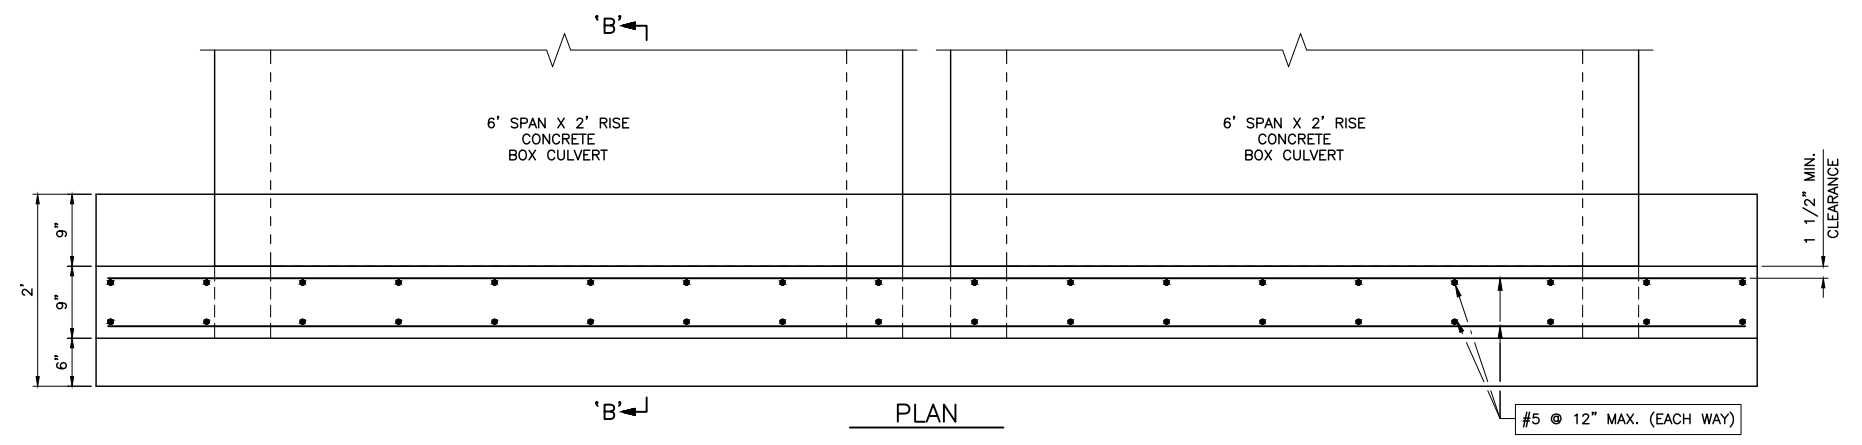 'B'
6' SPAN X 2' RISE
CONCRETE
BOX CULVERT
6' SPAN X 2' RISE
CONCRETE
BOX CULVERT
1 1/2" MIN.
CLEARANCE
2'
9"
9"
6"
'B'
PLAN
#5 @ 12" MAX. (EACH WAY)